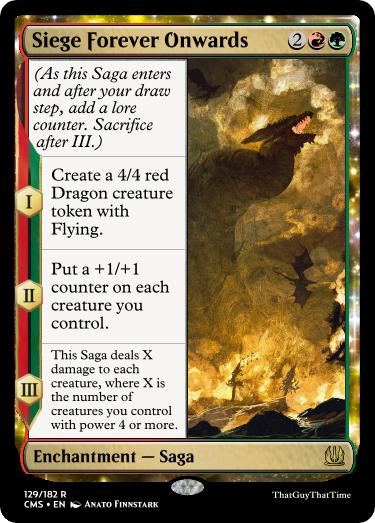 Siege Forever Onwards 2
(As this Saga enters
and after your draw
step, add a lore
counter. Sacrifice
after III.)
I
Create a 4/4 red
Dragon creature
token with
Flying.
II
Put a +1/+1
counter on each
creature you
control.
III
This Saga deals X
damage to each
creature, where X is
the number of
creatures you control
with power 4 or more.
Enchantment — Saga
129/182 R
CMS • EN Anato Finnstark
ThatGuyThatTime